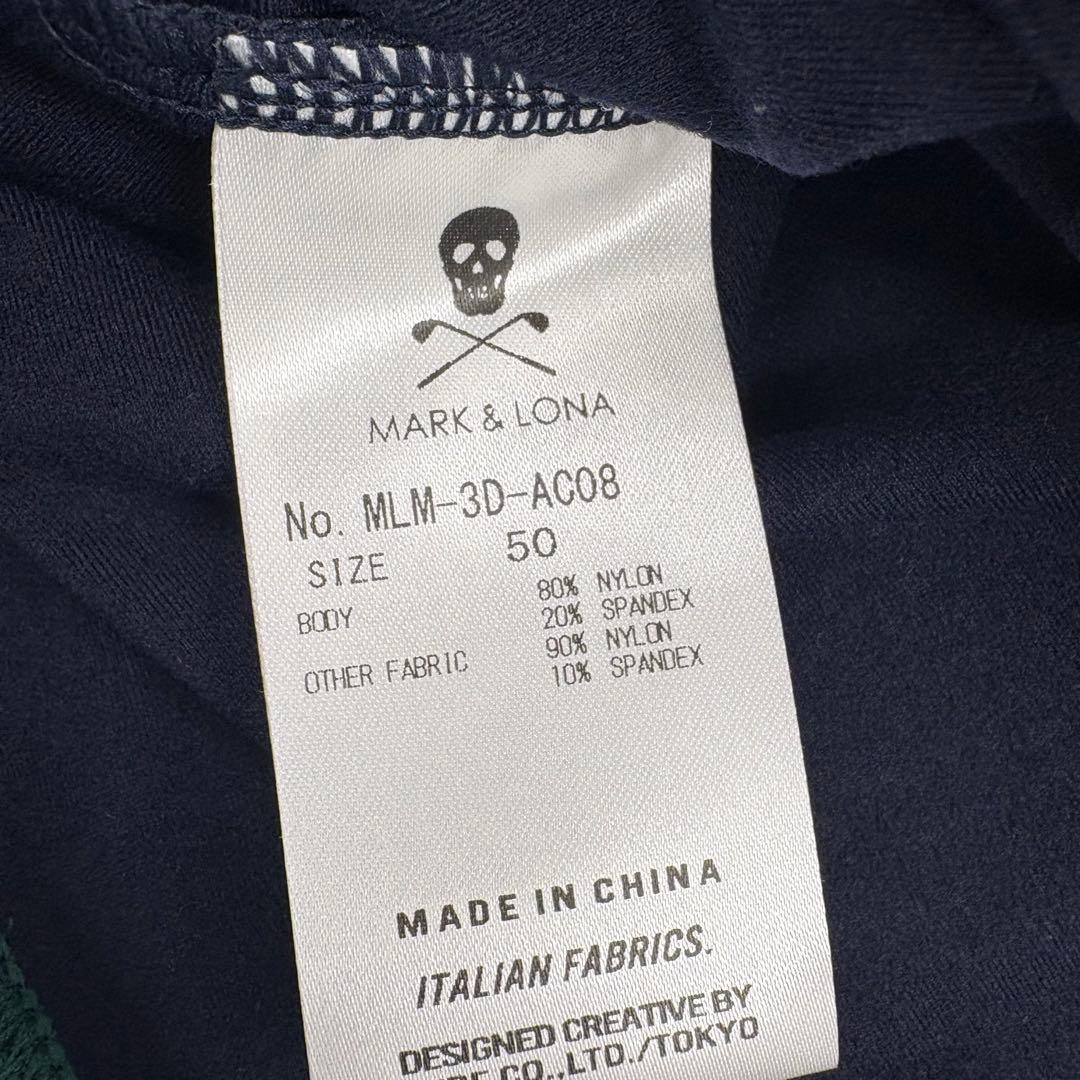 MARK & LONA
No. MLM-3D-AC08
SIZE 50
BODY 80% NYLON
20% SPANDEX
OTHER FABRIC 90% NYLON
10% SPANDEX
MADE IN CHINA
ITALIAN FABRICS.
DESIGNED CREATIVE BY
CO.,LTD./TOKYO